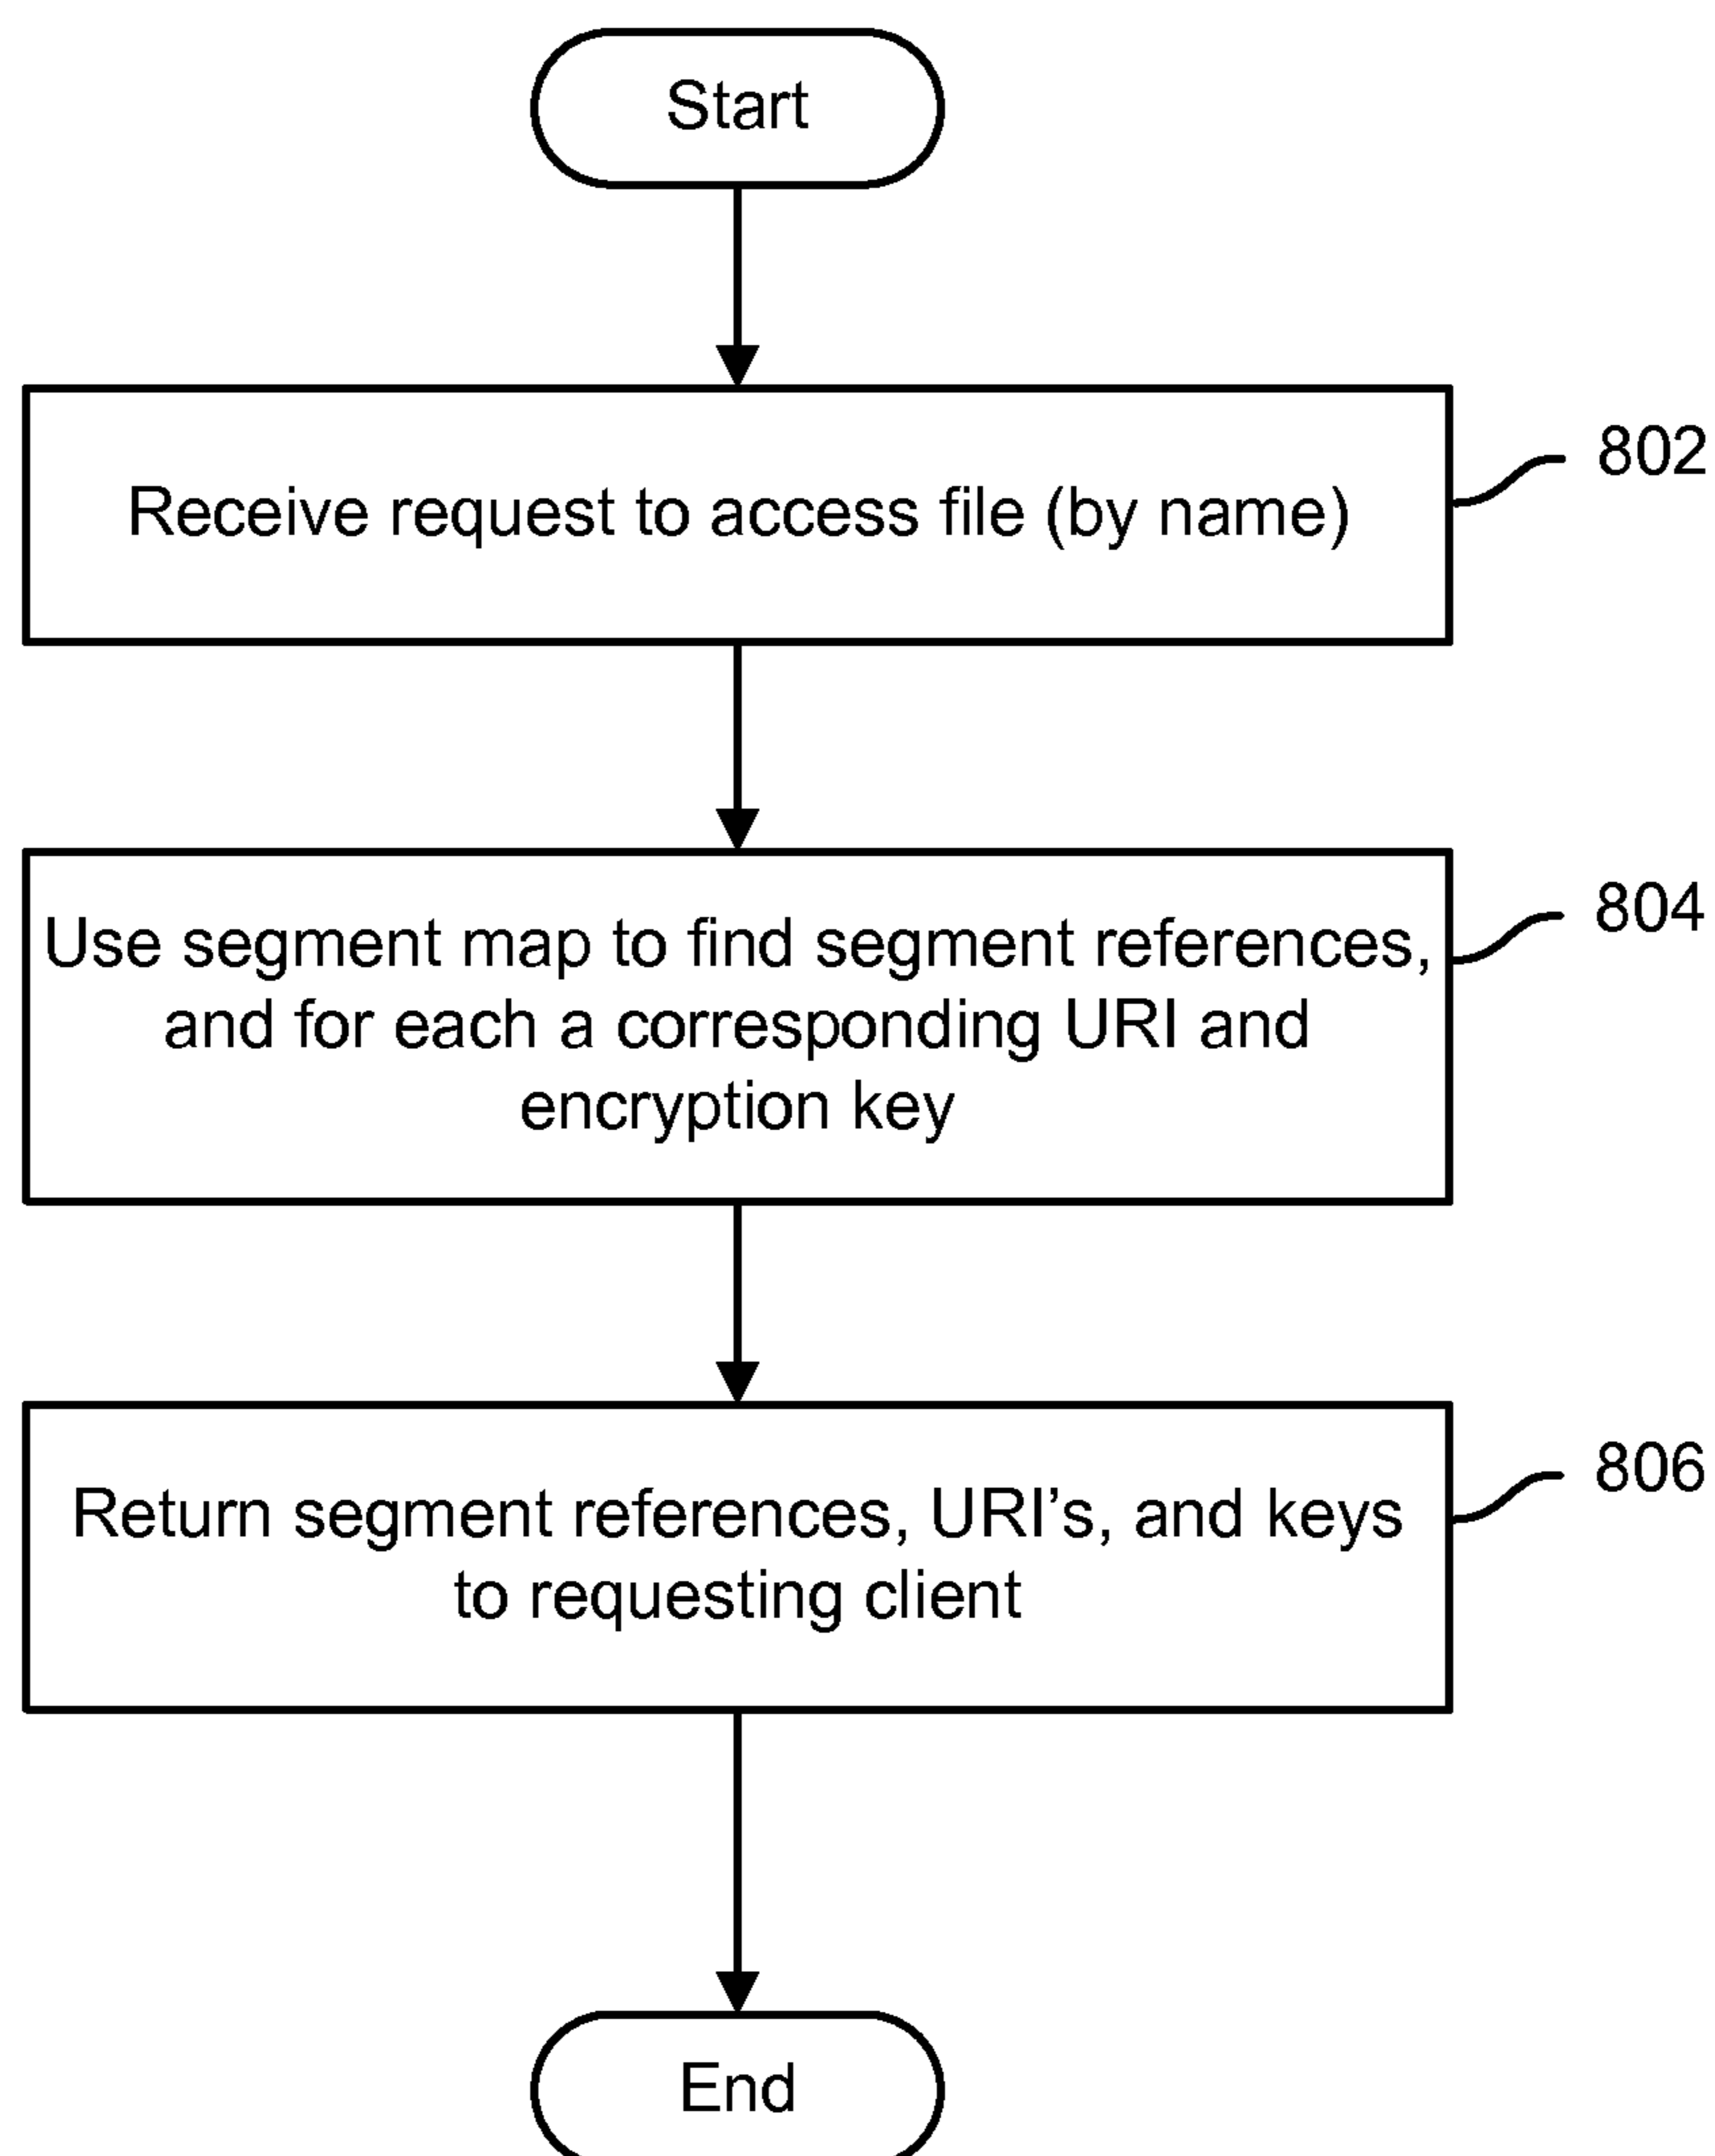 Start
Receive request to access file (by name)
802
Use segment map to find segment references,
and for each a corresponding URI and
encryption key
804
Return segment references, URI’s, and keys
to requesting client
806
End